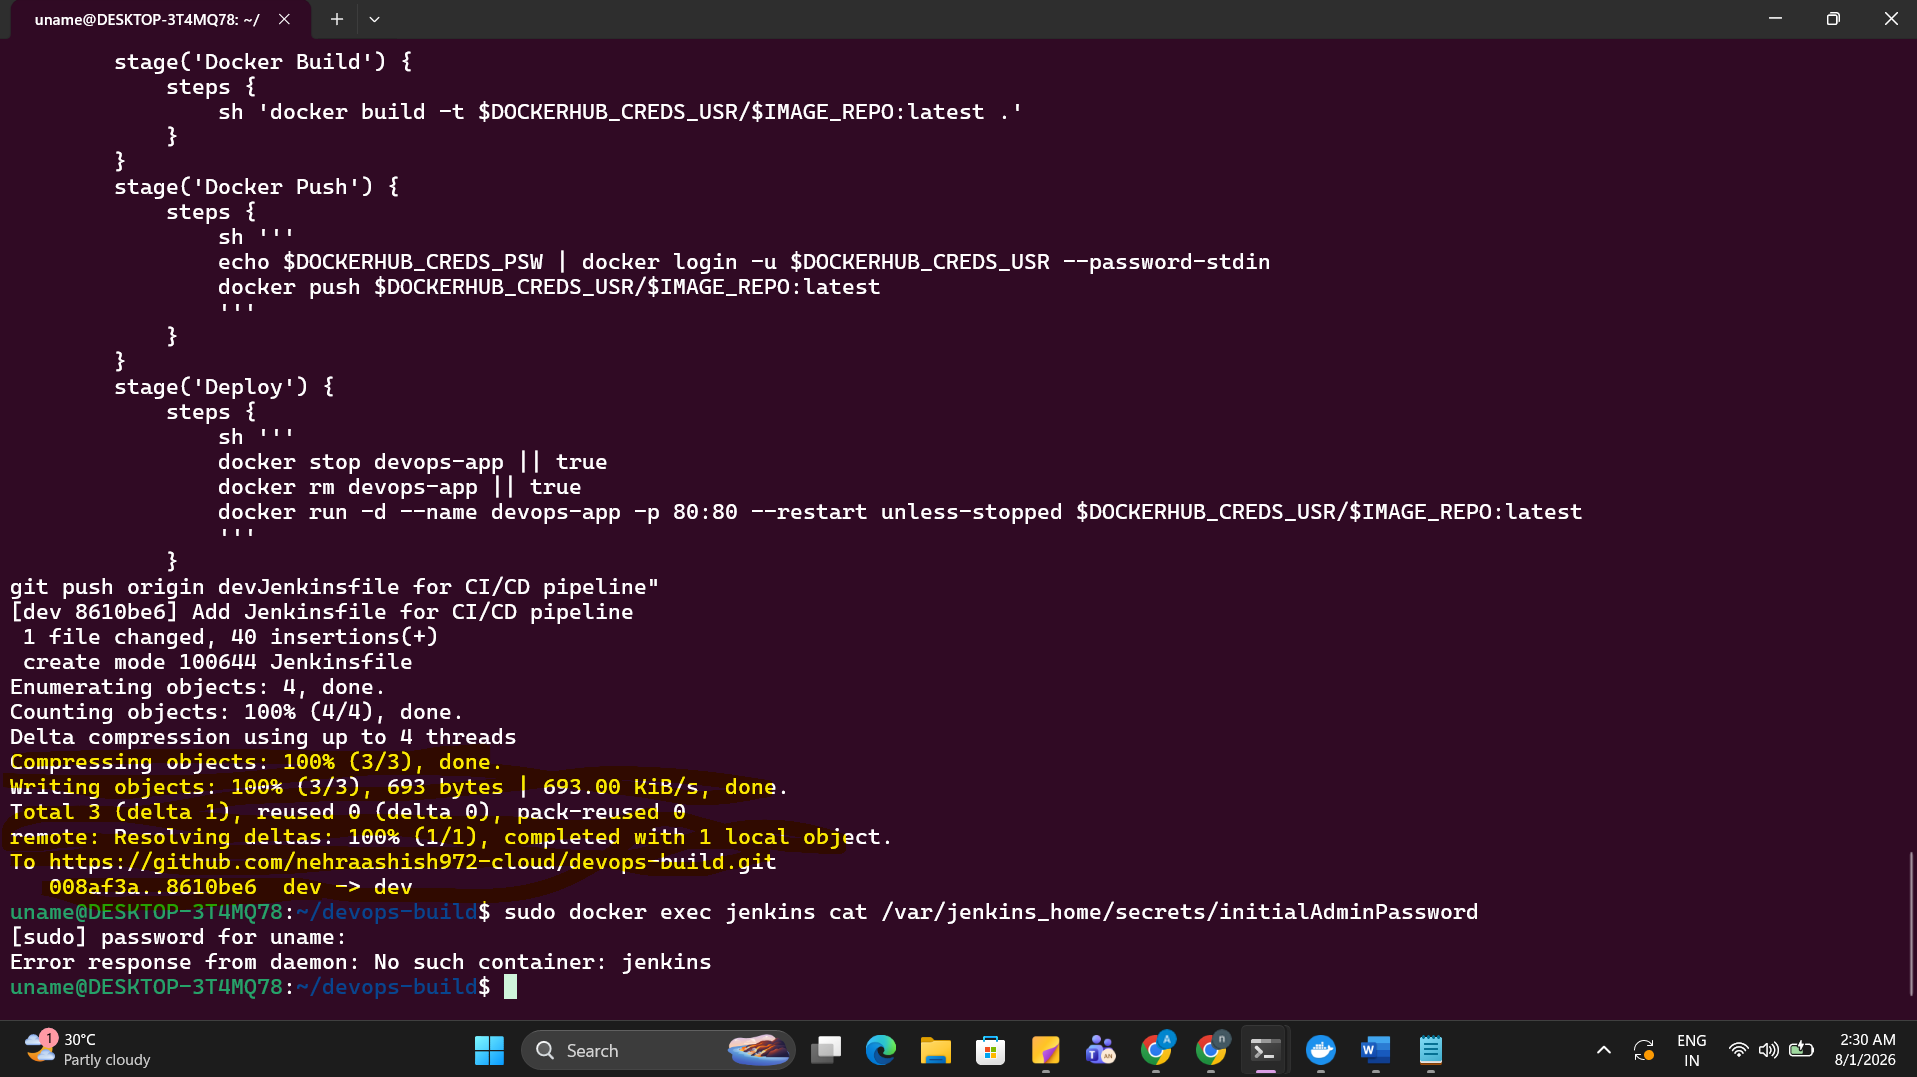 uname@DESKTOP-3T4MQ78: ~/
stage('Docker Build') {
steps {
sh 'docker build -t $DOCKERHUB_CREDS_USR/$IMAGE_REPO:latest .'
}
}
stage('Docker Push') {
steps {
sh '''
echo $DOCKERHUB_CREDS_PSW | docker login -u $DOCKERHUB_CREDS_USR --password-stdin
docker push $DOCKERHUB_CREDS_USR/$IMAGE_REPO:latest
'''
}
}
stage('Deploy') {
steps {
sh '''
docker stop devops-app || true
docker rm devops-app || true
docker run -d --name devops-app -p 80:80 --restart unless-stopped $DOCKERHUB_CREDS_USR/$IMAGE_REPO:latest
'''
}
git push origin devJenkinsfile for CI/CD pipeline"
[dev 8610be6] Add Jenkinsfile for CI/CD pipeline
1 file changed, 40 insertions(+)
create mode 100644 Jenkinsfile
Enumerating objects: 4, done.
Counting objects: 100% (4/4), done.
Delta compression using up to 4 threads
Compressing objects: 100% (3/3), done.
Writing objects: 100% (3/3), 693 bytes | 693.00 KiB/s, done.
Total 3 (delta 1), reused 0 (delta 0), pack-reused 0
remote: Resolving deltas: 100% (1/1), completed with 1 local object.
To https://github.com/nehraashish972-cloud/devops-build.git
008af3a..8610be6  dev -> dev
uname@DESKTOP-3T4MQ78:~/devops-build$ sudo docker exec jenkins cat /var/jenkins_home/secrets/initialAdminPassword
[sudo] password for uname:
Error response from daemon: No such container: jenkins
uname@DESKTOP-3T4MQ78:~/devops-build$
1
30°C
Partly cloudy
Search
T
AN
A
n
W
ENG
IN
2:30 AM
8/1/2026